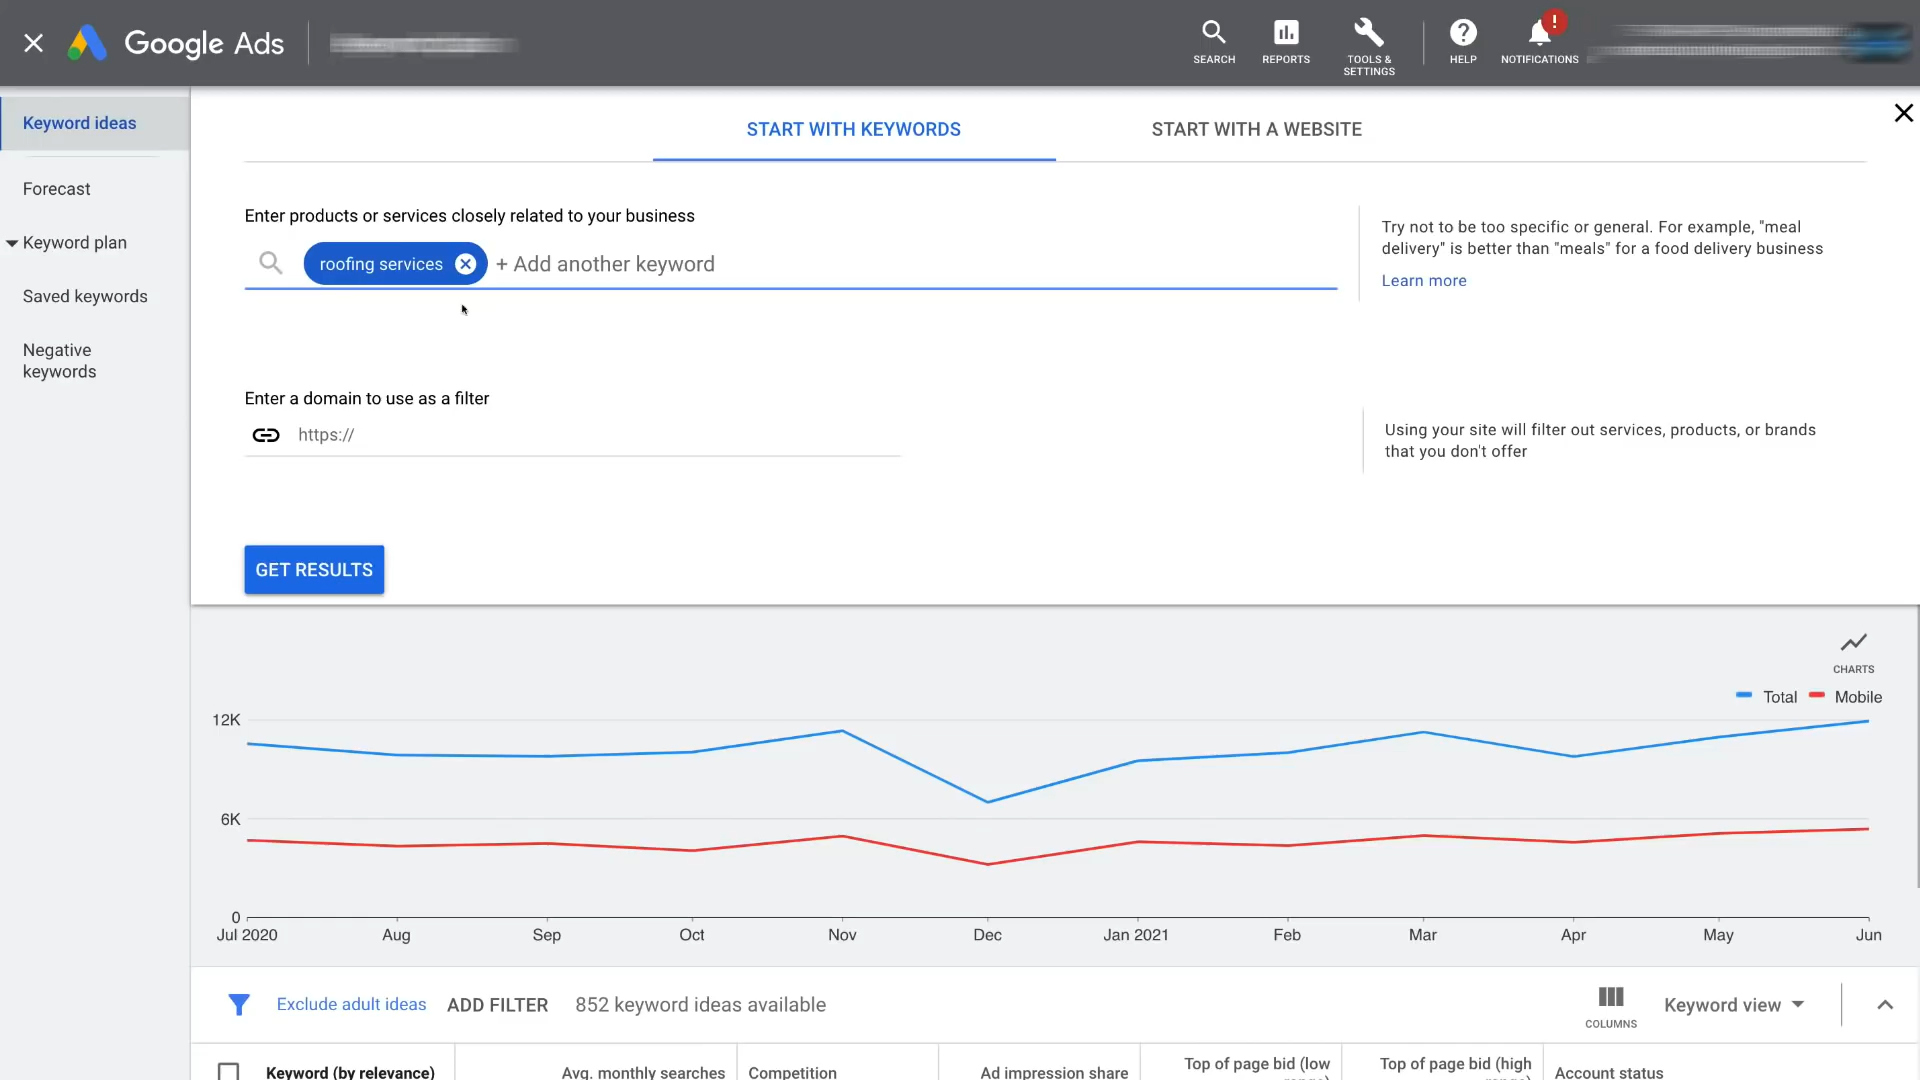 Google Ads
SEARCH
REPORTS
TOOLS &
SETTINGS
HELP
!
NOTIFICATIONS
Keyword ideas
Forecast
Keyword plan
Saved keywords
Negative
keywords
START WITH KEYWORDS
START WITH A WEBSITE
Enter products or services closely related to your business
roofing services
+ Add another keyword
Try not to be too specific or general. For example, "meal
delivery" is better than "meals" for a food delivery business
Learn more
Enter a domain to use as a filter
https://
Using your site will filter out services, products, or brands
that you don't offer
GET RESULTS
CHARTS
Total
Mobile
12K
6K
0
Jul 2020
Aug
Sep
Oct
Nov
Dec
Jan 2021
Feb
Mar
Apr
May
Jun
Exclude adult ideas
ADD FILTER
852 keyword ideas available
COLUMNS
Keyword view
Keyword (by relevance)
Avg. monthly searches
Competition
Ad impression share
Top of page bid (low
Top of page bid (high
Account status